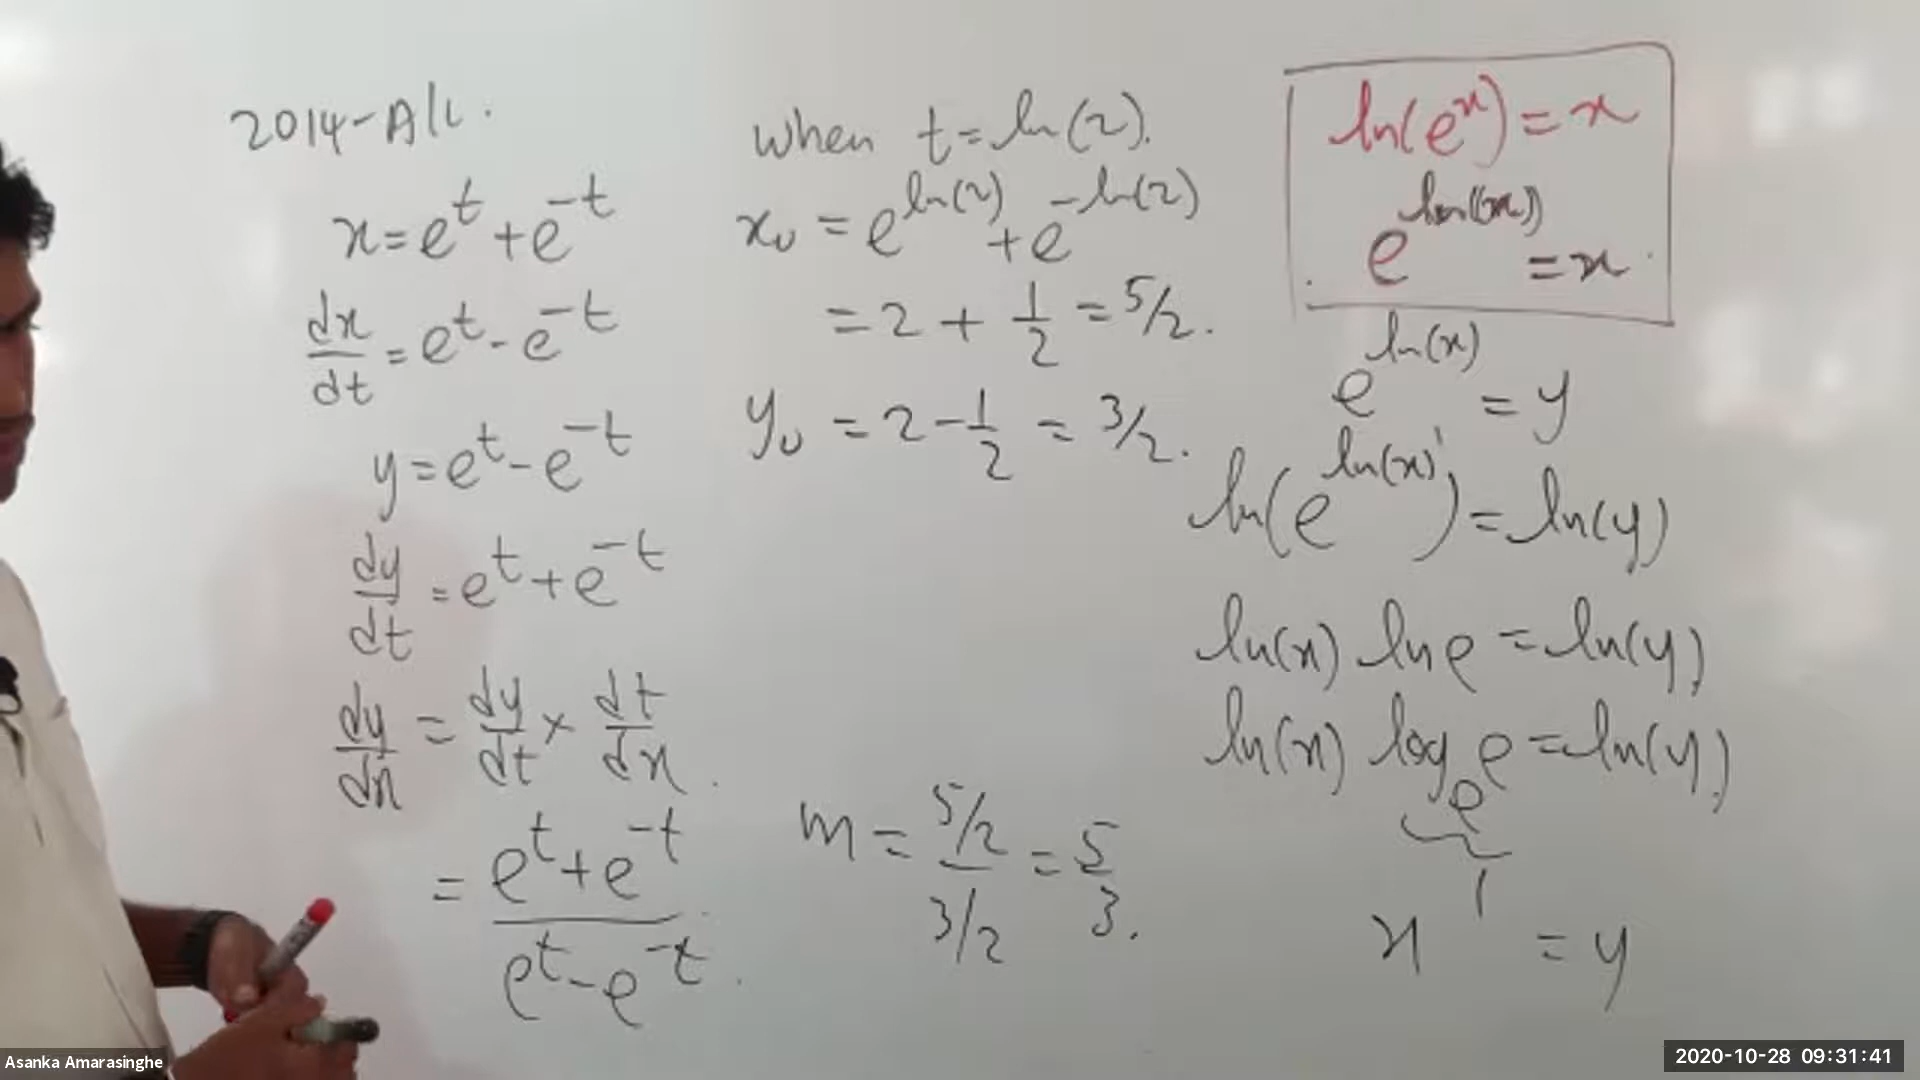 2014-A/L.
x = e^t + e^-t
dx/dt = e^t - e^-t
y = e^t - e^-t
dy/dt = e^t + e^-t
dy/dx = dy/dt × dt/dx.
= (e^t + e^-t)/(e^t - e^-t).
When t = ln(2).
x₀ = e^ln(2) + e^-ln(2)
= 2 + 1/2 = 5/2.
y₀ = 2 - 1/2 = 3/2.
m = (5/2)/(3/2) = 5/3.
ln(e^x) = x
e^ln(x) = x
e^ln(x) = y
ln(e^ln(x)) = ln(y)
ln(x) ln e = ln(y)
ln(x) log_e e = ln(y)
1
x = y
Asanka Amarasinghe
2020-10-28 09:31:41